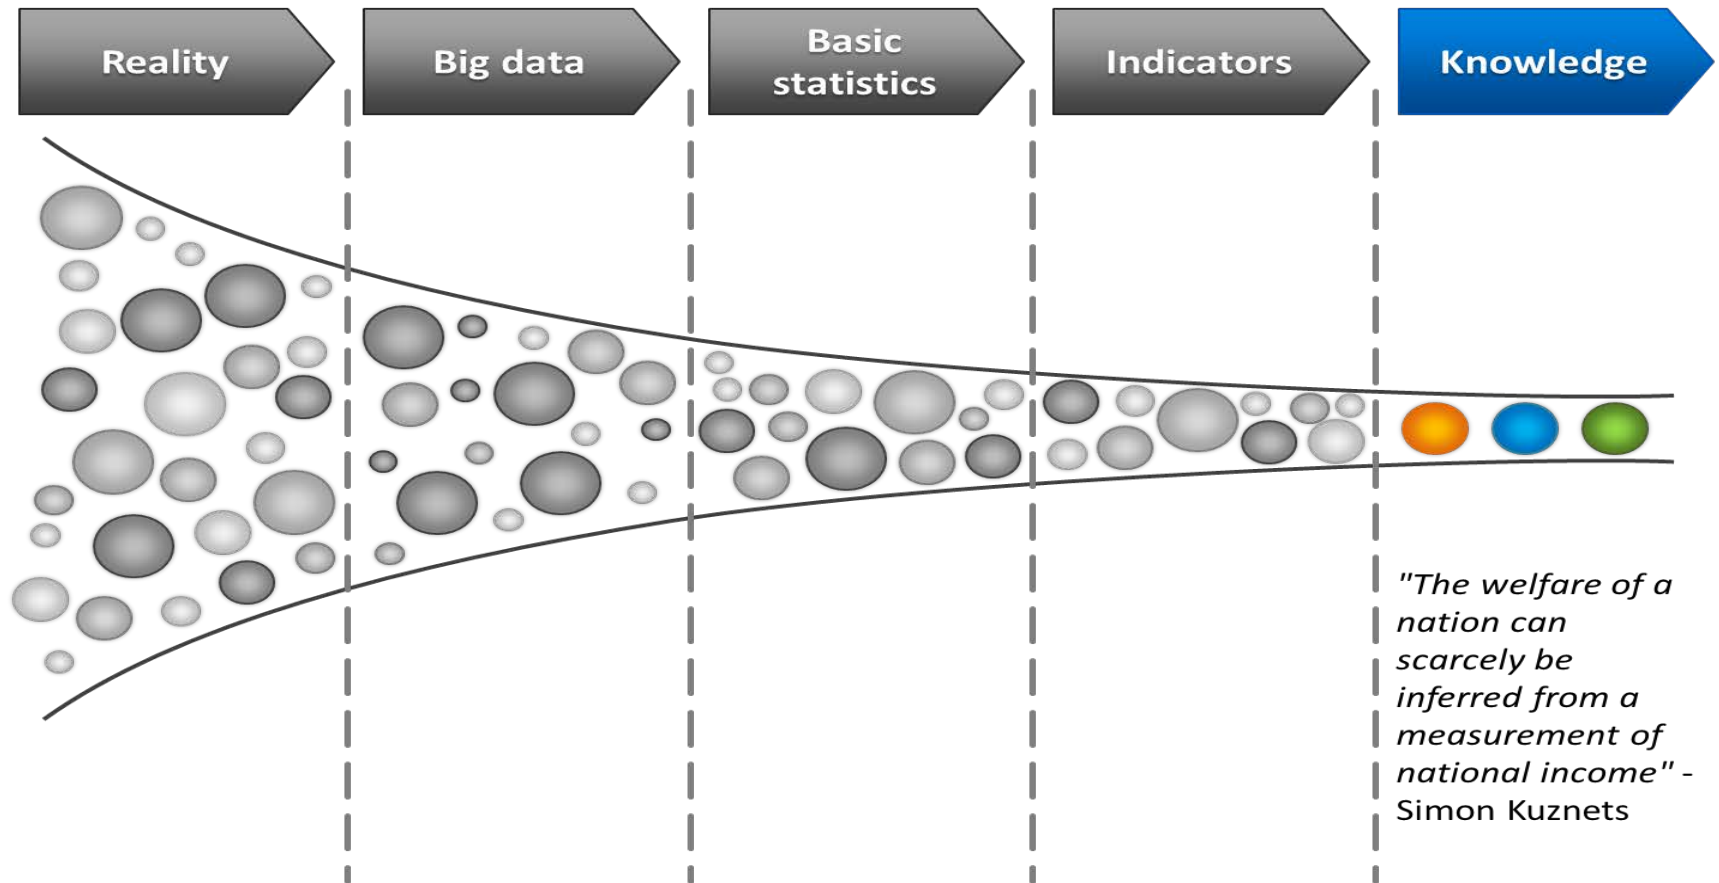 Reality
Big data
Basic
statistics
Indicators
Knowledge
"The welfare of a
nation can
scarcely be
inferred from a
measurement of
national income" -
Simon Kuznets